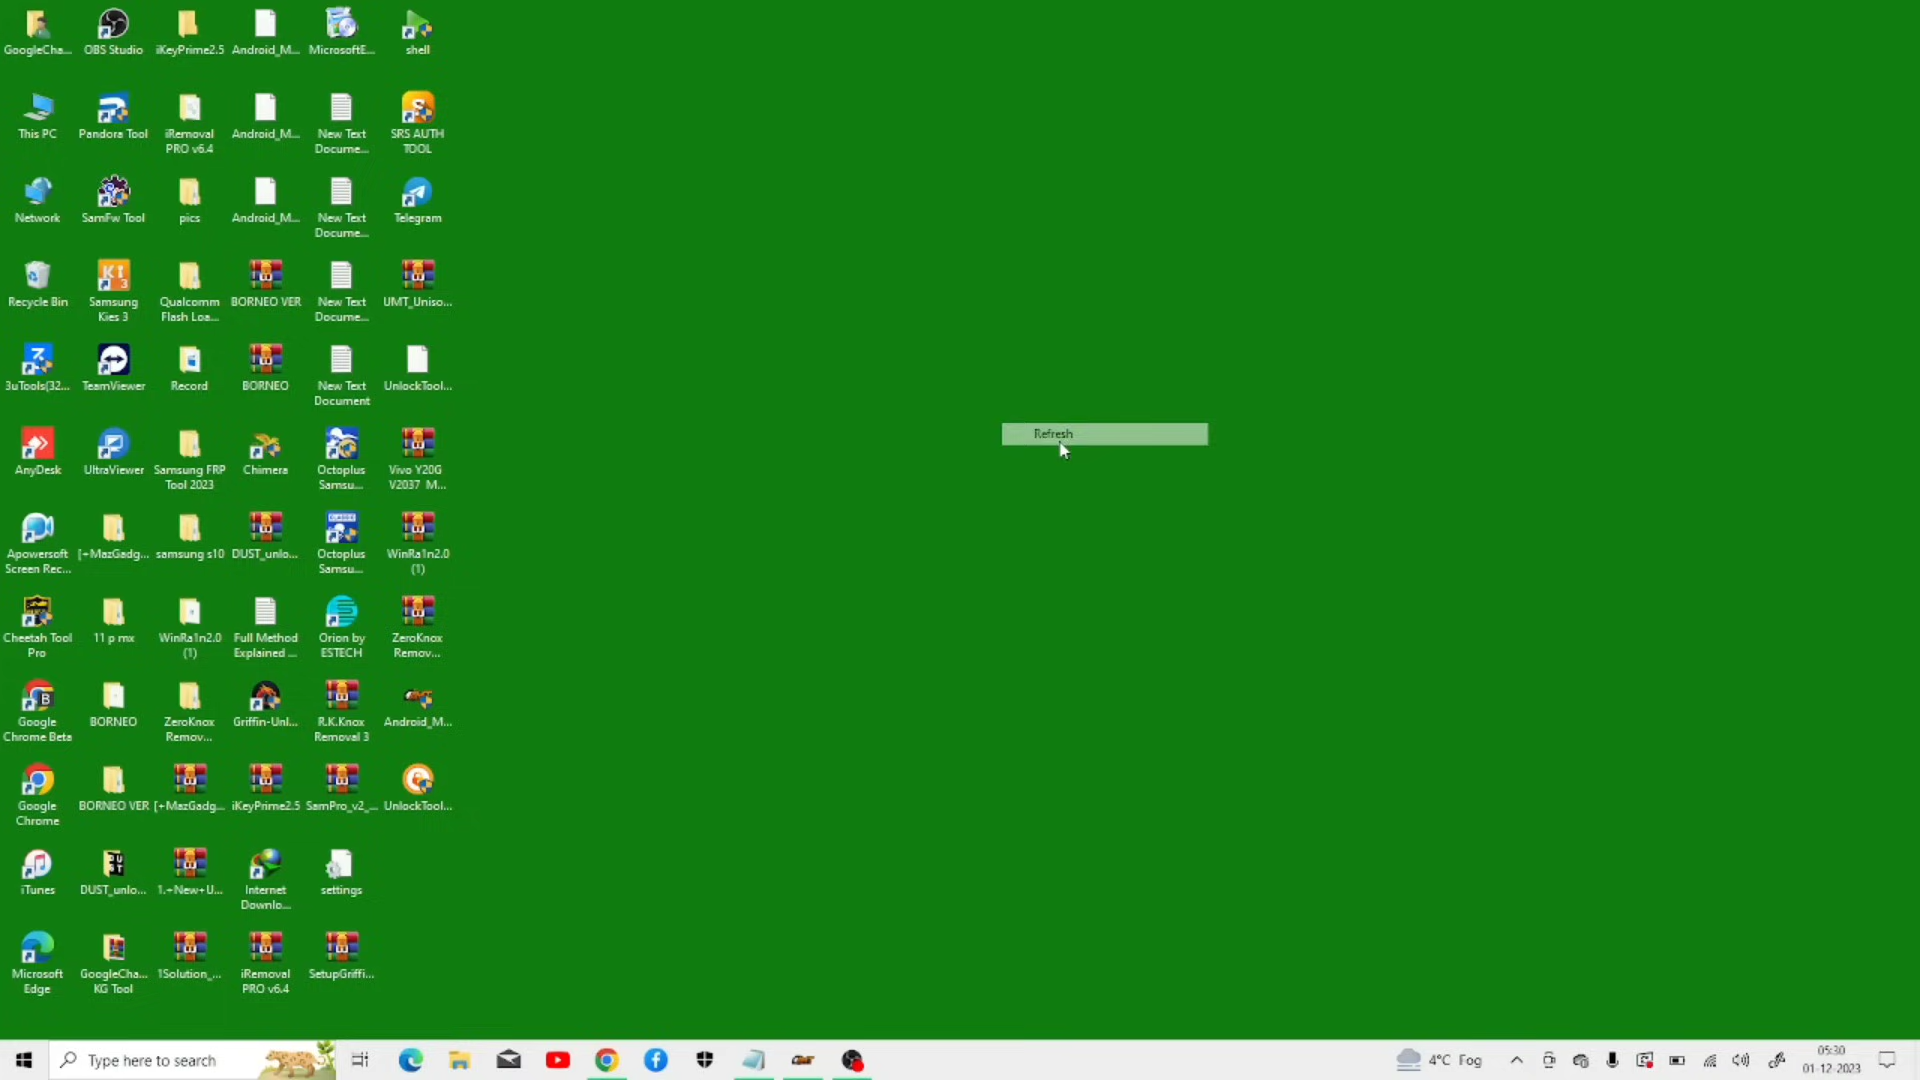 GoogleCha...
OBS Studio
iKeyPrime2.5
Android_M...
MicrosoftE...
shell
This PC
Pandora Tool
iRemoval
PRO v6.4
Android_M...
New Text
Docume...
SRS AUTH
TOOL
Network
SamFw Tool
pics
Android_M...
New Text
Docume...
Telegram
Recycle Bin
Samsung
Kies 3
Qualcomm
Flash Loa...
BORNEO VER
New Text
Docume...
UMT_Uniso...
3uTools(32...
TeamViewer
Record
BORNEO
New Text
Document
UnlockTool...
Refresh
AnyDesk
UltraViewer
Samsung FRP
Tool 2023
Chimera
Octoplus
Samsu...
Vivo Y20G
V2037 M...
Apowersoft
Screen Rec...
[+MazGadg...
samsung s10
DUST_unlo...
Octoplus
Samsu...
WinRa1n2.0
(1)
Cheetah Tool
Pro
11 p mx
WinRa1n2.0
(1)
Full Method
Explained ...
Orion by
ESTECH
ZeroKnox
Remov...
Google
Chrome Beta
BORNEO
ZeroKnox
Remov...
Griffin-Unl...
R.K.Knox
Removal 3
Android_M...
Google
Chrome
BORNEO VER
[+MazGadg...
iKeyPrime2.5
SamPro_v2_...
UnlockTool...
iTunes
DUST_unlo...
1.+New+U...
Internet
Downlo...
settings
Microsoft
Edge
GoogleCha...
KG Tool
1Solution_...
iRemoval
PRO v6.4
SetupGriffi...
Type here to search
4°C Fog
05:30
01-12-2023